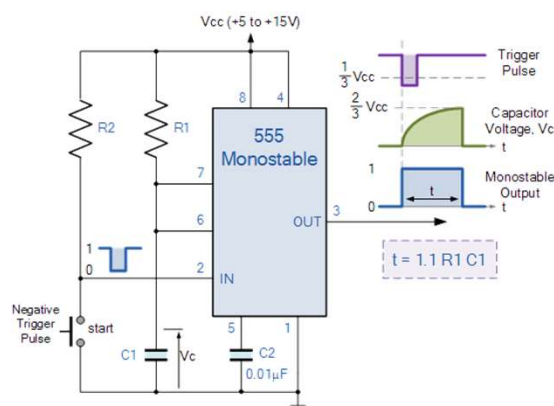 Vcc (+5 to +15V)
R2
R1
8
4
555
Monostable
7
6
OUT
3
1
0
2
IN
Negative
Trigger
Pulse
start
C1
Vc
5
1
C2
0.01µF
1/3 Vcc
Trigger
Pulse
2/3 Vcc
Capacitor
Voltage, Vc
t
1
0
t
Monostable
Output
t
t = 1.1 R1 C1